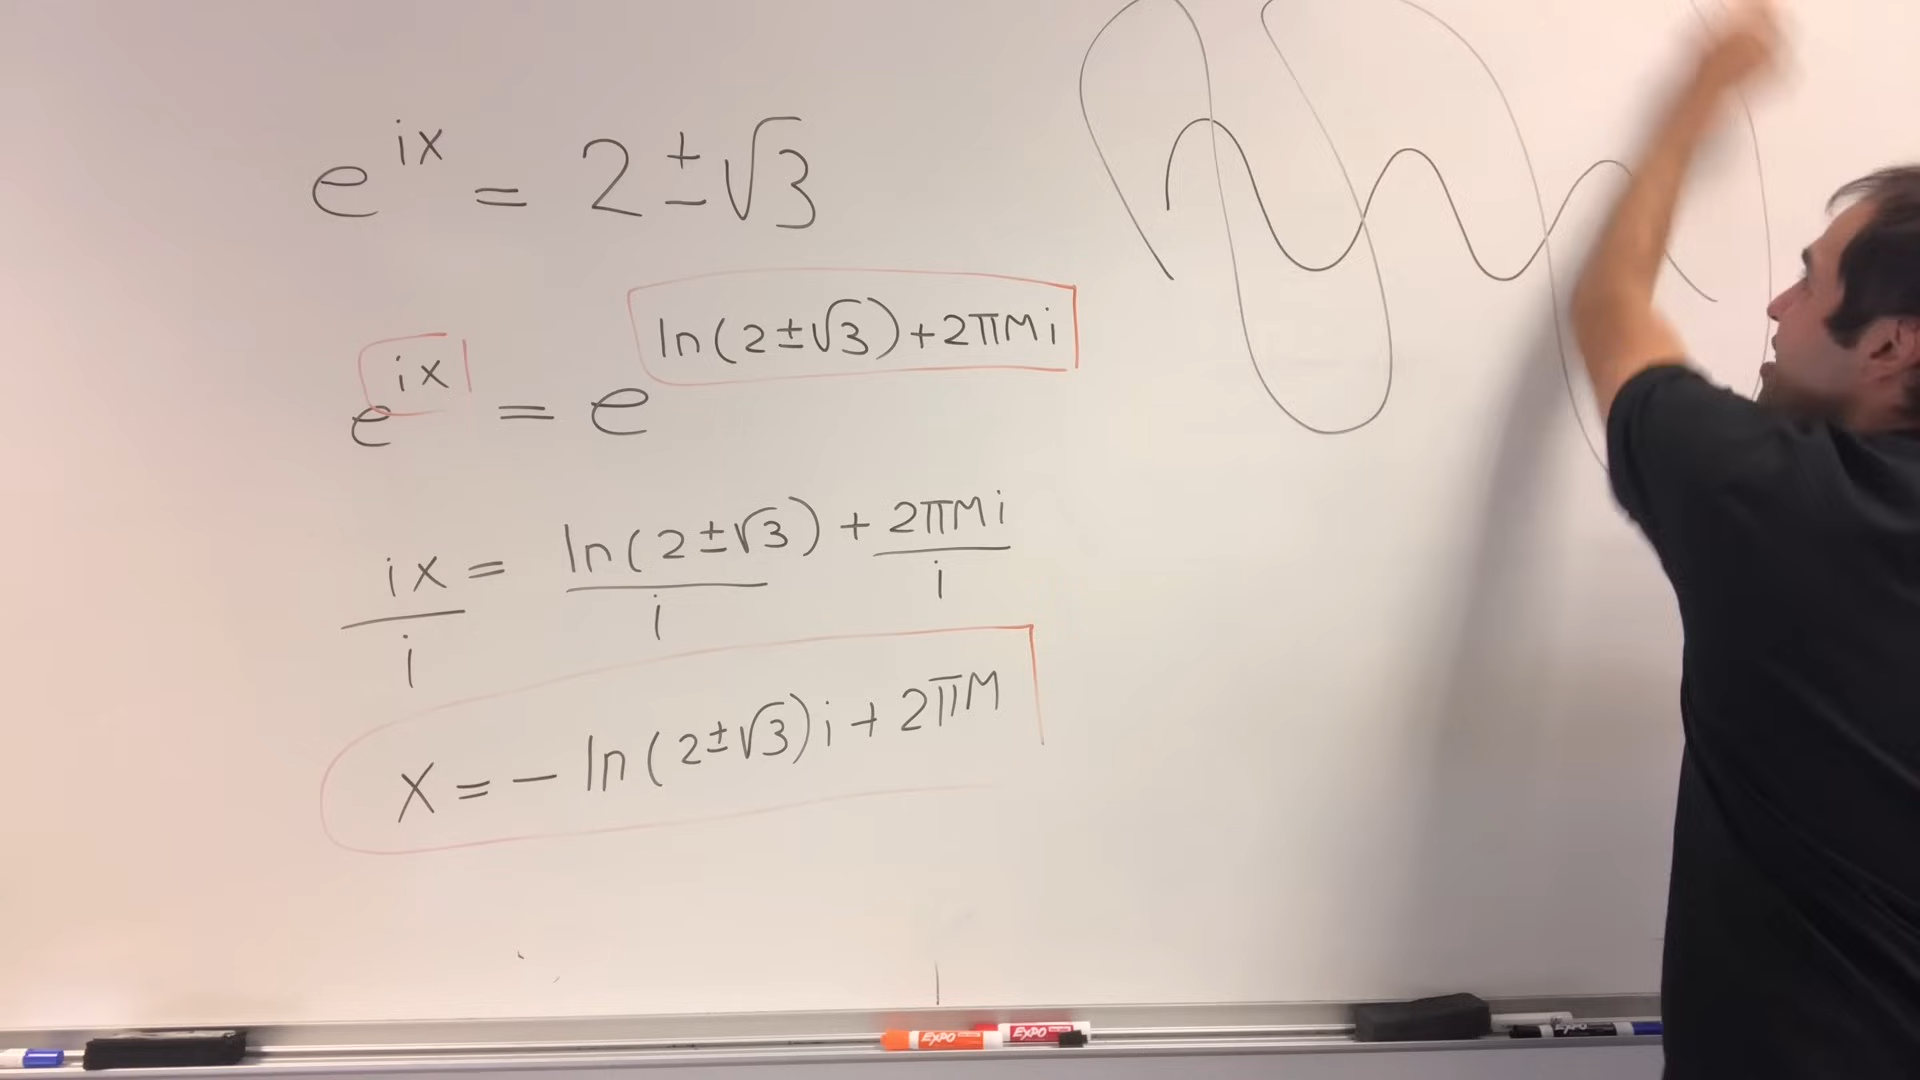 e^{ix} = 2 ± √3
e^{ix} = e^{ln(2±√3)+2πMi}
ix/i = ln(2±√3)/i + 2πMi/i
x = - ln(2±√3)i + 2πM
EXPO EXPO EXPO